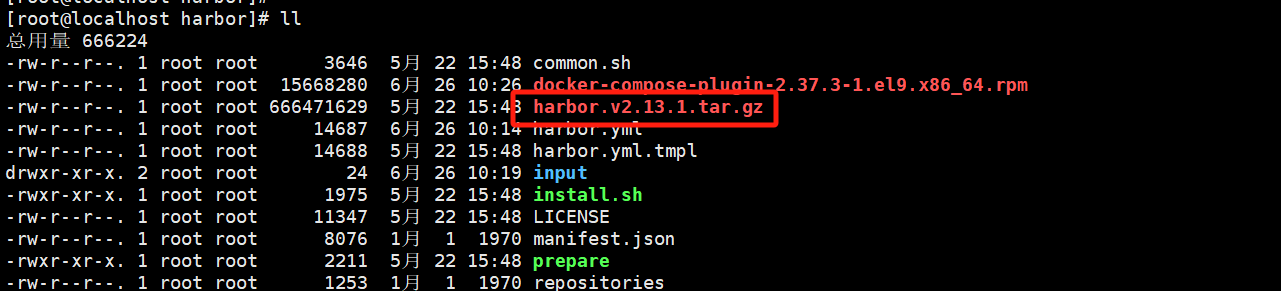 [root@localhost harbor]#
[root@localhost harbor]# ll
总用量 666224
-rw-r--r--. 1 root root      3646  5月  22 15:48 common.sh
-rw-r--r--. 1 root root  15668280  6月  26 10:26 docker-compose-plugin-2.37.3-1.el9.x86_64.rpm
-rw-r--r--. 1 root root 666471629  5月  22 15:48 harbor.v2.13.1.tar.gz
-rw-r--r--. 1 root root     14687  6月  26 10:14 harbor.yml
-rw-r--r--. 1 root root     14688  5月  22 15:48 harbor.yml.tmpl
drwxr-xr-x. 2 root root        24  6月  26 10:19 input
-rwxr-xr-x. 1 root root      1975  5月  22 15:48 install.sh
-rw-r--r--. 1 root root     11347  5月  22 15:48 LICENSE
-rw-r--r--. 1 root root      8076  1月   1  1970 manifest.json
-rwxr-xr-x. 1 root root      2211  5月  22 15:48 prepare
-rw-r--r--. 1 root root      1253  1月   1  1970 repositories